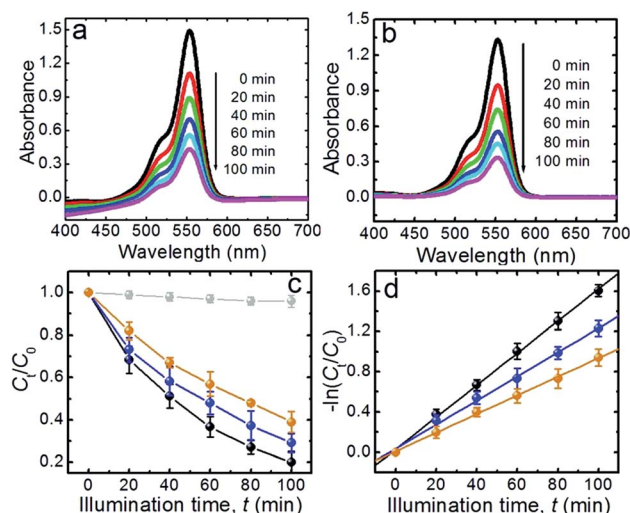 a
1.5
1.2
0.9
0.6
0.3
0.0
Absorbance
0 min
20 min
40 min
60 min
80 min
100 min
400 450 500 550 600 650 700
Wavelength (nm)
b
1.5
1.2
0.9
0.6
0.3
0.0
Absorbance
0 min
20 min
40 min
60 min
80 min
100 min
400 450 500 550 600 650 700
Wavelength (nm)
c
1.0
0.8
0.6
0.4
0.2
Ct/C0
0 20 40 60 80 100
Illumination time, t (min)
d
1.6
1.2
0.8
0.4
0.0
-ln(Ct/C0)
0 20 40 60 80 100
Illumination time, t (min)